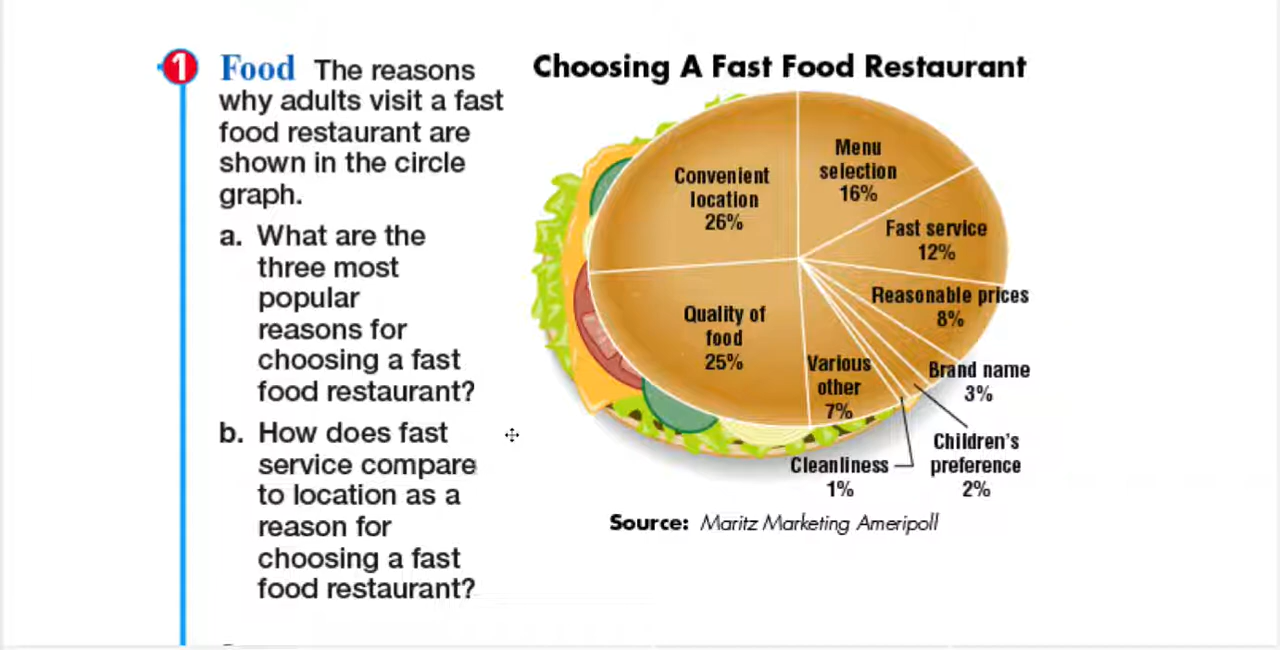 1 Food The reasons
why adults visit a fast
food restaurant are
shown in the circle
graph.
a. What are the
three most
popular
reasons for
choosing a fast
food restaurant?
b. How does fast
service compare
to location as a
reason for
choosing a fast
food restaurant?
Choosing A Fast Food Restaurant
Menu
selection
16%
Convenient
location
26%
Fast service
12%
Reasonable prices
8%
Quality of
food
25%
Various
other
7%
Brand name
3%
Children's
preference
2%
Cleanliness
1%
Source: Maritz Marketing Ameripoll